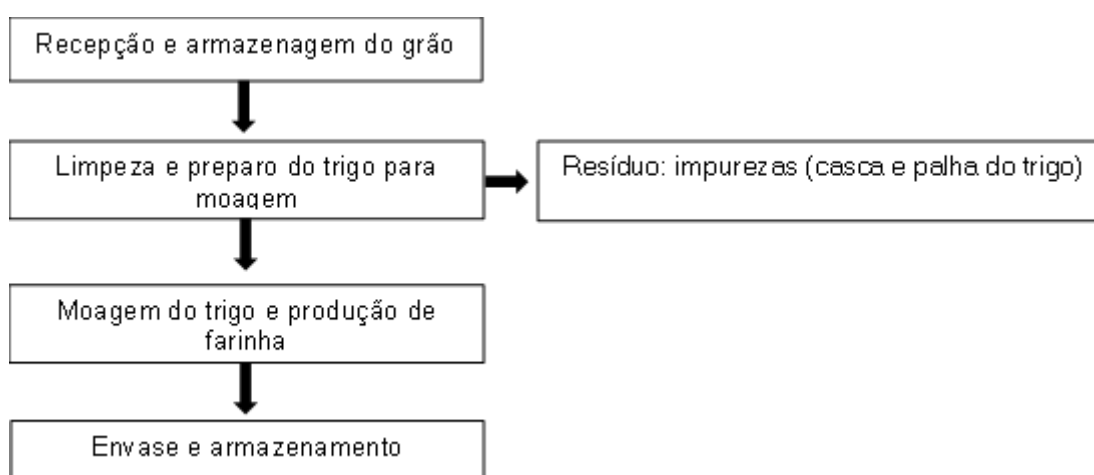 Recepção e armazenagem do grão
Limpeza e preparo do trigo para
moagem
Resíduo: impurezas (casca e palha do trigo)
Moagem do trigo e produção de
farinha
Envase e armazenamento